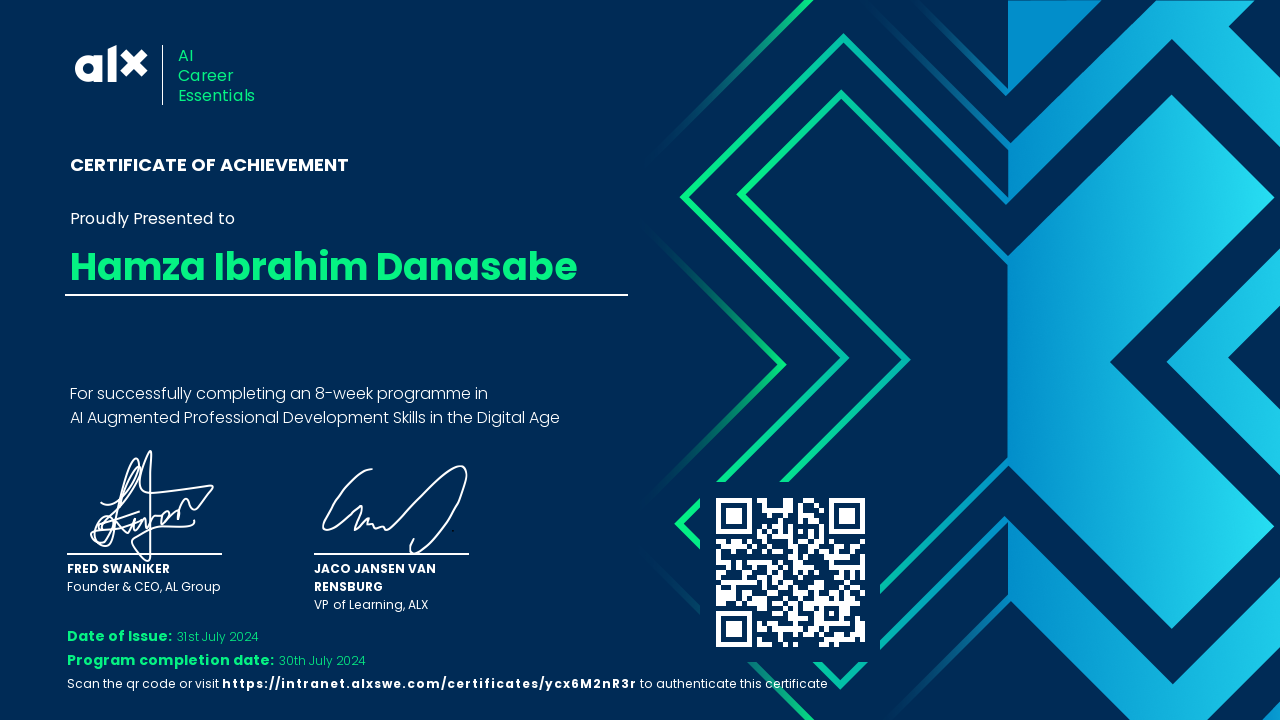 alx
AI
Career
Essentials
CERTIFICATE OF ACHIEVEMENT
Proudly Presented to
Hamza Ibrahim Danasabe
For successfully completing an 8-week programme in
AI Augmented Professional Development Skills in the Digital Age
FRED SWANIKER
Founder & CEO, AL Group
JACO JANSEN VAN
RENSBURG
VP of Learning, ALX
Date of Issue: 31st July 2024
Program completion date: 30th July 2024
Scan the qr code or visit https://intranet.alxswe.com/certificates/ycx6M2nR3r to authenticate this certificate